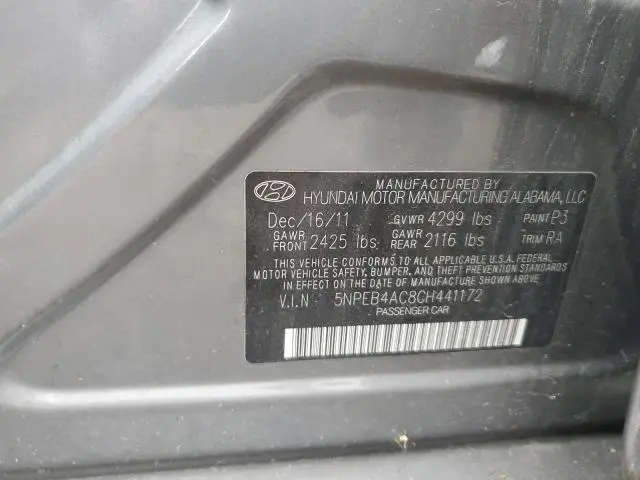 MANUFACTURED BY
HYUNDAI MOTOR MANUFACTURING ALABAMA, LLC
Dec/16/11 GVWR 4299 lbs PAINT P3
GAWR FRONT 2425 lbs GAWR REAR 2116 lbs TRIM RA
THIS VEHICLE CONFORMS TO ALL APPLICABLE U.S.A. FEDERAL
MOTOR VEHICLE SAFETY, BUMPER, AND THEFT PREVENTION STANDARDS
IN EFFECT ON THE DATE OF MANUFACTURE SHOWN ABOVE
V.I.N 5NPEB4AC8CH441172
PASSENGER CAR